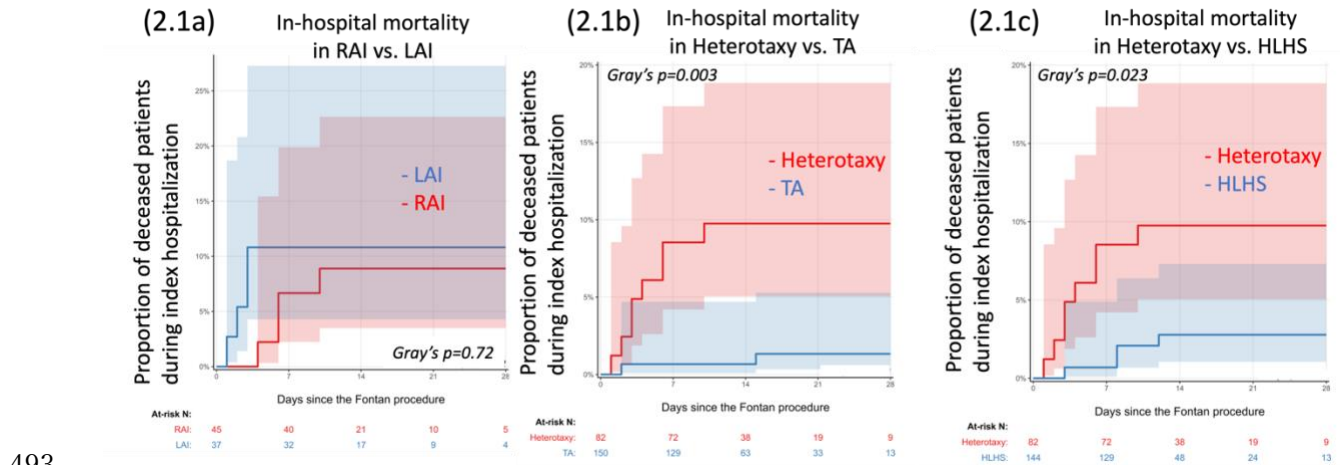 (2.1a)
In-hospital mortality
in RAI vs. LAI
Proportion of deceased patients
during index hospitalization
25%
20%
15%
10%
5%
0%
- LAI
- RAI
Gray's p=0.72
0 7 14 21 28
Days since the Fontan procedure
At-risk N:
RAI: 45 40 21 10 5
LAI: 37 32 17 9 4
(2.1b)
In-hospital mortality
in Heterotaxy vs. TA
Proportion of deceased patients
during index hospitalization
20%
15%
10%
5%
0%
Gray's p=0.003
- Heterotaxy
- TA
0 7 14 21 28
Days since the Fontan procedure
At-risk N:
Heterotaxy: 82 72 38 19 9
TA: 150 129 63 33 13
(2.1c)
In-hospital mortality
in Heterotaxy vs. HLHS
Proportion of deceased patients
during index hospitalization
20%
15%
10%
5%
0%
Gray's p=0.023
- Heterotaxy
- HLHS
0 7 14 21 28
Days since the Fontan procedure
At-risk N:
Heterotaxy: 82 72 38 19 9
HLHS: 144 129 48 24 13
493